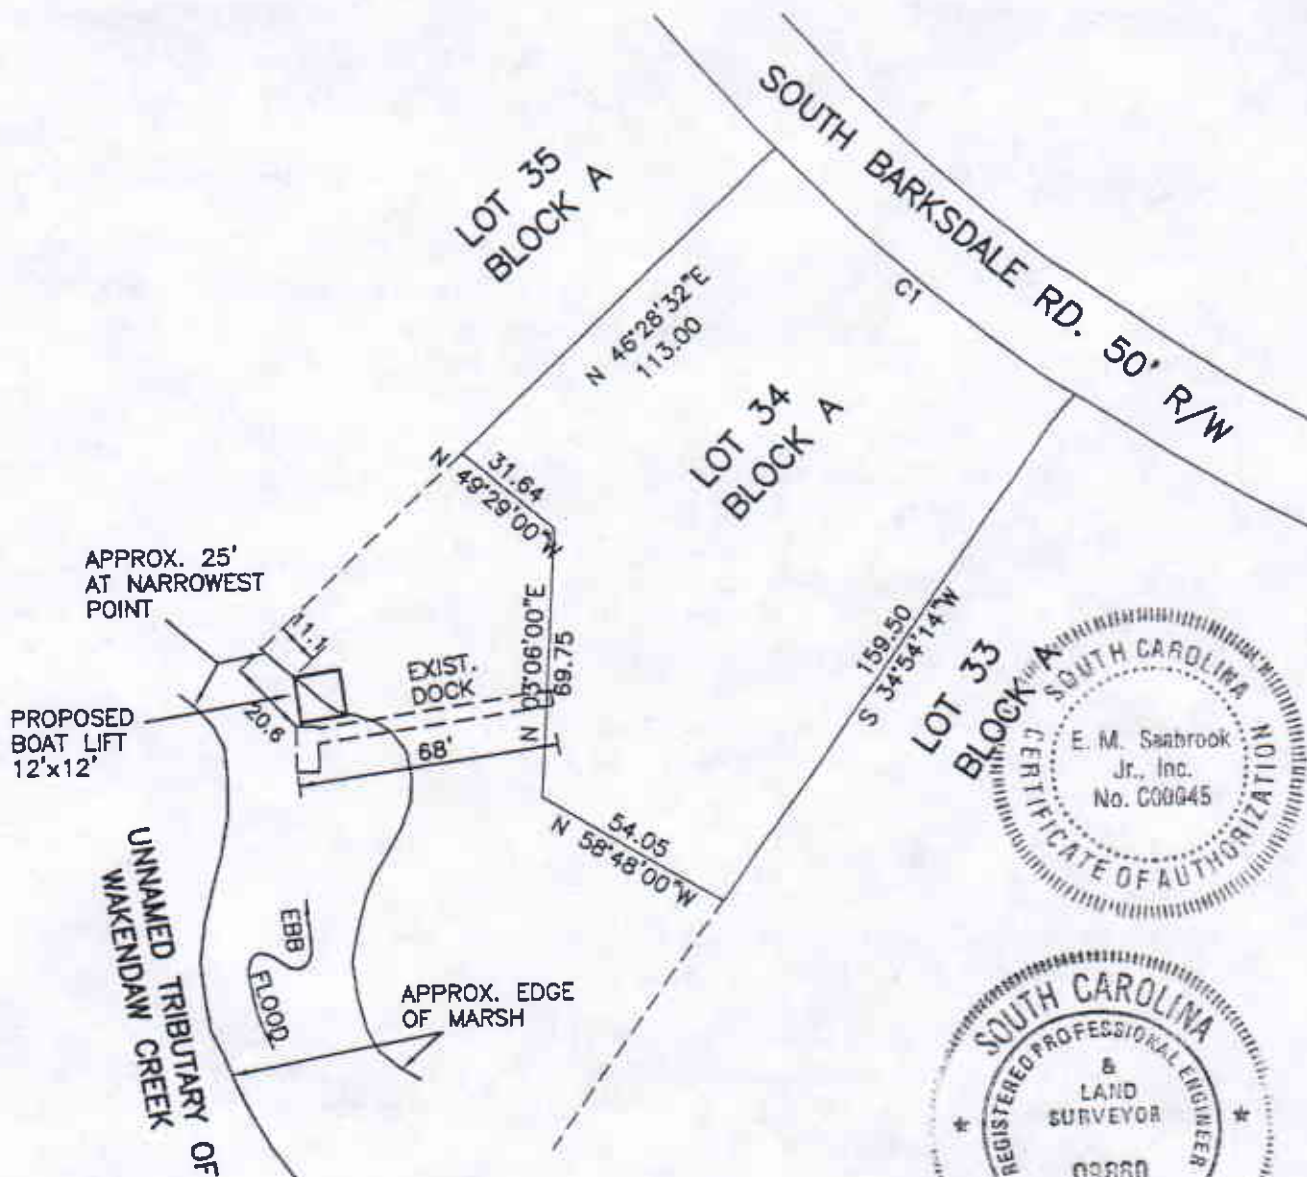 SOUTH BARKSDALE RD. 50' R/W
C1
LOT 35
BLOCK A
N 46°28'32"E
113.00
LOT 34
BLOCK A
31.64
N 49°29'00"W
APPROX. 25'
AT NARROWEST
POINT
11.1
EXIST.
DOCK
N 03°06'00"E
69.75
159.50
S 34°54'14"W
LOT 33
BLOCK A
PROPOSED
BOAT LIFT
12'x12'
20.6
68'
54.05
N 58°48'00"W
UNNAMED TRIBUTARY OF
WAKENDAW CREEK
EBB
FLOOD
APPROX. EDGE
OF MARSH
SOUTH CAROLINA
CERTIFICATE OF AUTHORIZATION
E. M. Seabrook
Jr., Inc.
No. C00045
SOUTH CAROLINA
REGISTERED PROFESSIONAL ENGINEER
&
LAND
SURVEYOR